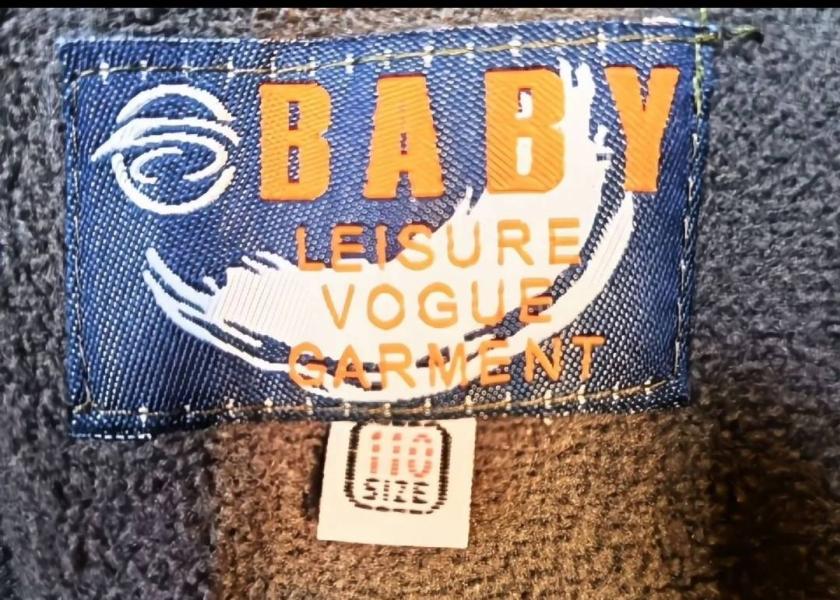 BABY
LEISURE
VOGUE
GARMENT
110
SIZE